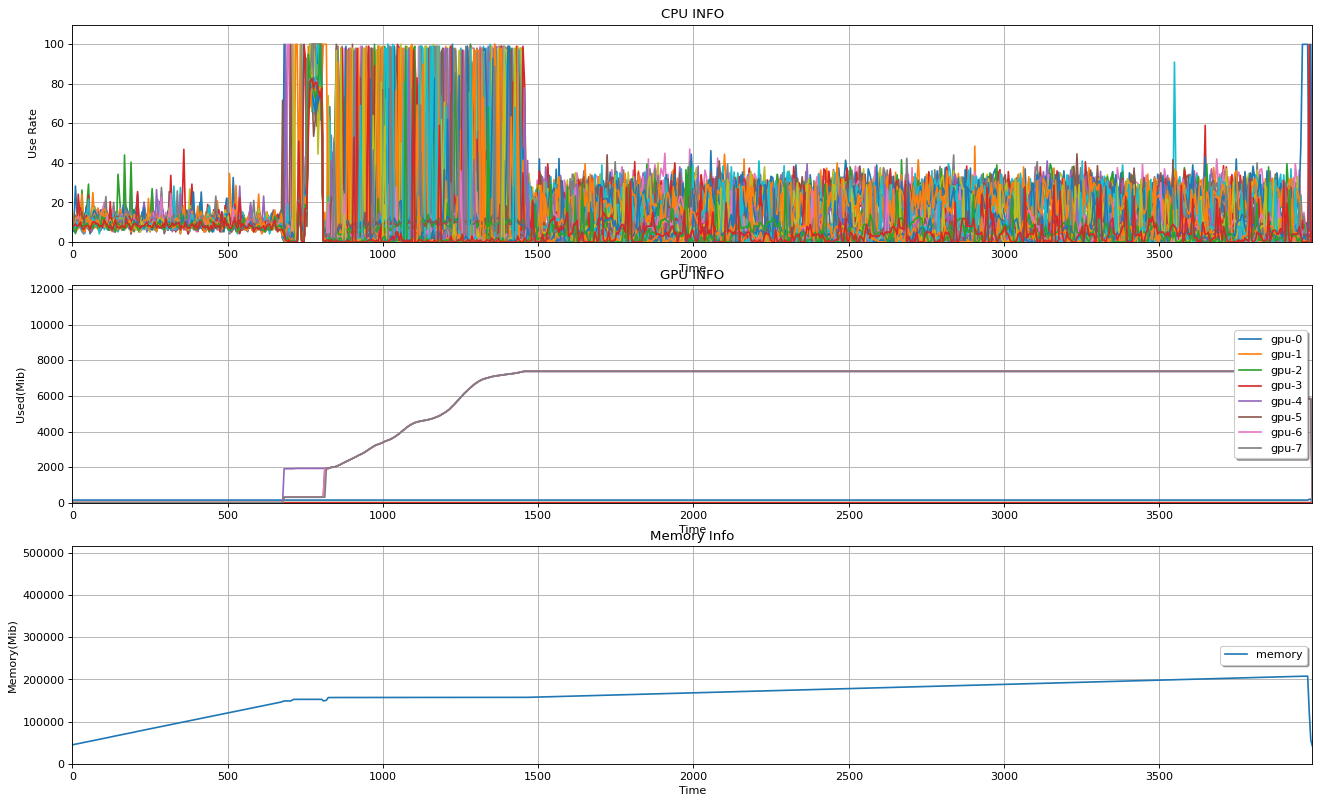 CPU INFO
Use Rate
100
80
60
40
20
0
0 500 1000 1500 2000 2500 3000 3500
Time
GPU INFO
Used(Mib)
12000
10000
8000
6000
4000
2000
0
gpu-0
gpu-1
gpu-2
gpu-3
gpu-4
gpu-5
gpu-6
gpu-7
0 500 1000 1500 2000 2500 3000 3500
Time
Memory Info
Memory(Mib)
500000
400000
300000
200000
100000
0
memory
0 500 1000 1500 2000 2500 3000 3500
Time